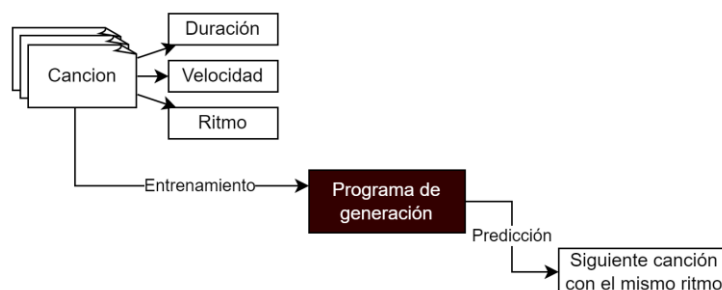 Duración
Cancion
Velocidad
Ritmo
Entrenamiento
Programa de
generación
Predicción
Siguiente canción
con el mismo ritmo